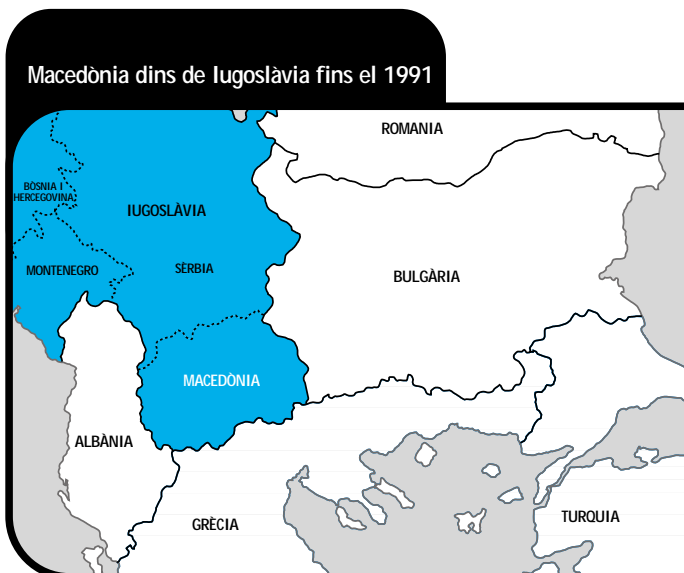 Macedònia dins de Iugoslàvia fins el 1991
ROMANIA
BÒSNIA I
HERCEGOVINA
IUGOSLÀVIA
MONTENEGRO
SÈRBIA
BULGÀRIA
MACEDÒNIA
ALBÀNIA
GRÈCIA
TURQUIA